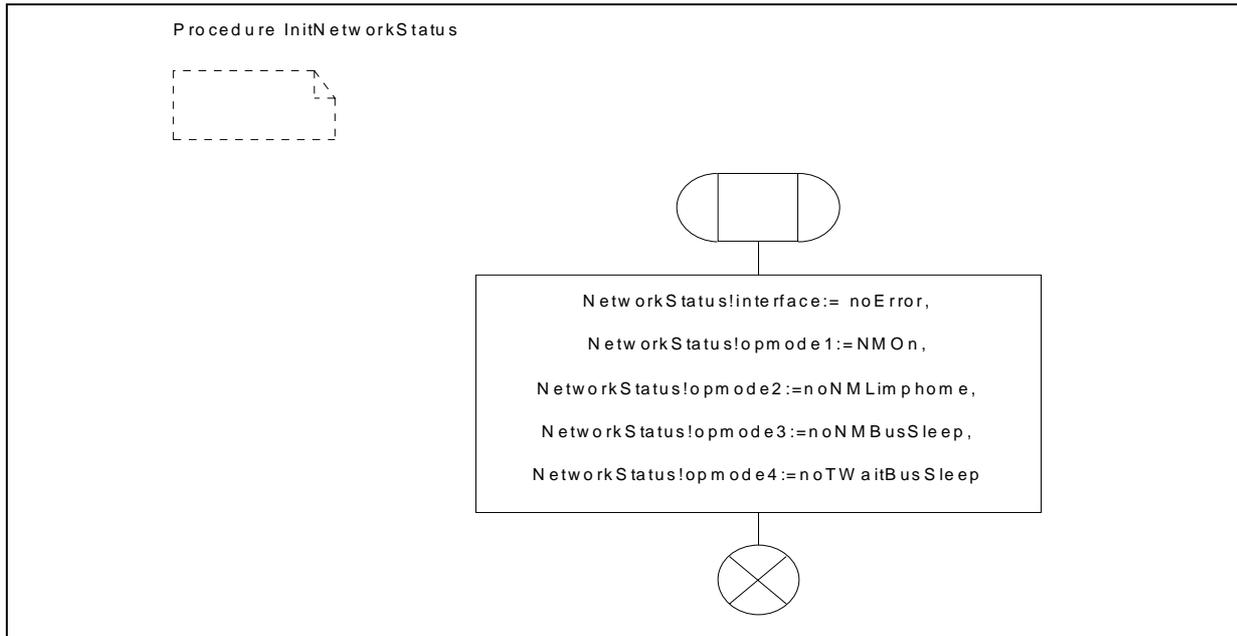 Procedure InitNetworkStatus
NetworkStatus!interface:= noError,
NetworkStatus!opmode1:=NMOn,
NetworkStatus!opmode2:=noNMLimphome,
NetworkStatus!opmode3:=noNMBusSleep,
NetworkStatus!opmode4:=noTWaitBusSleep